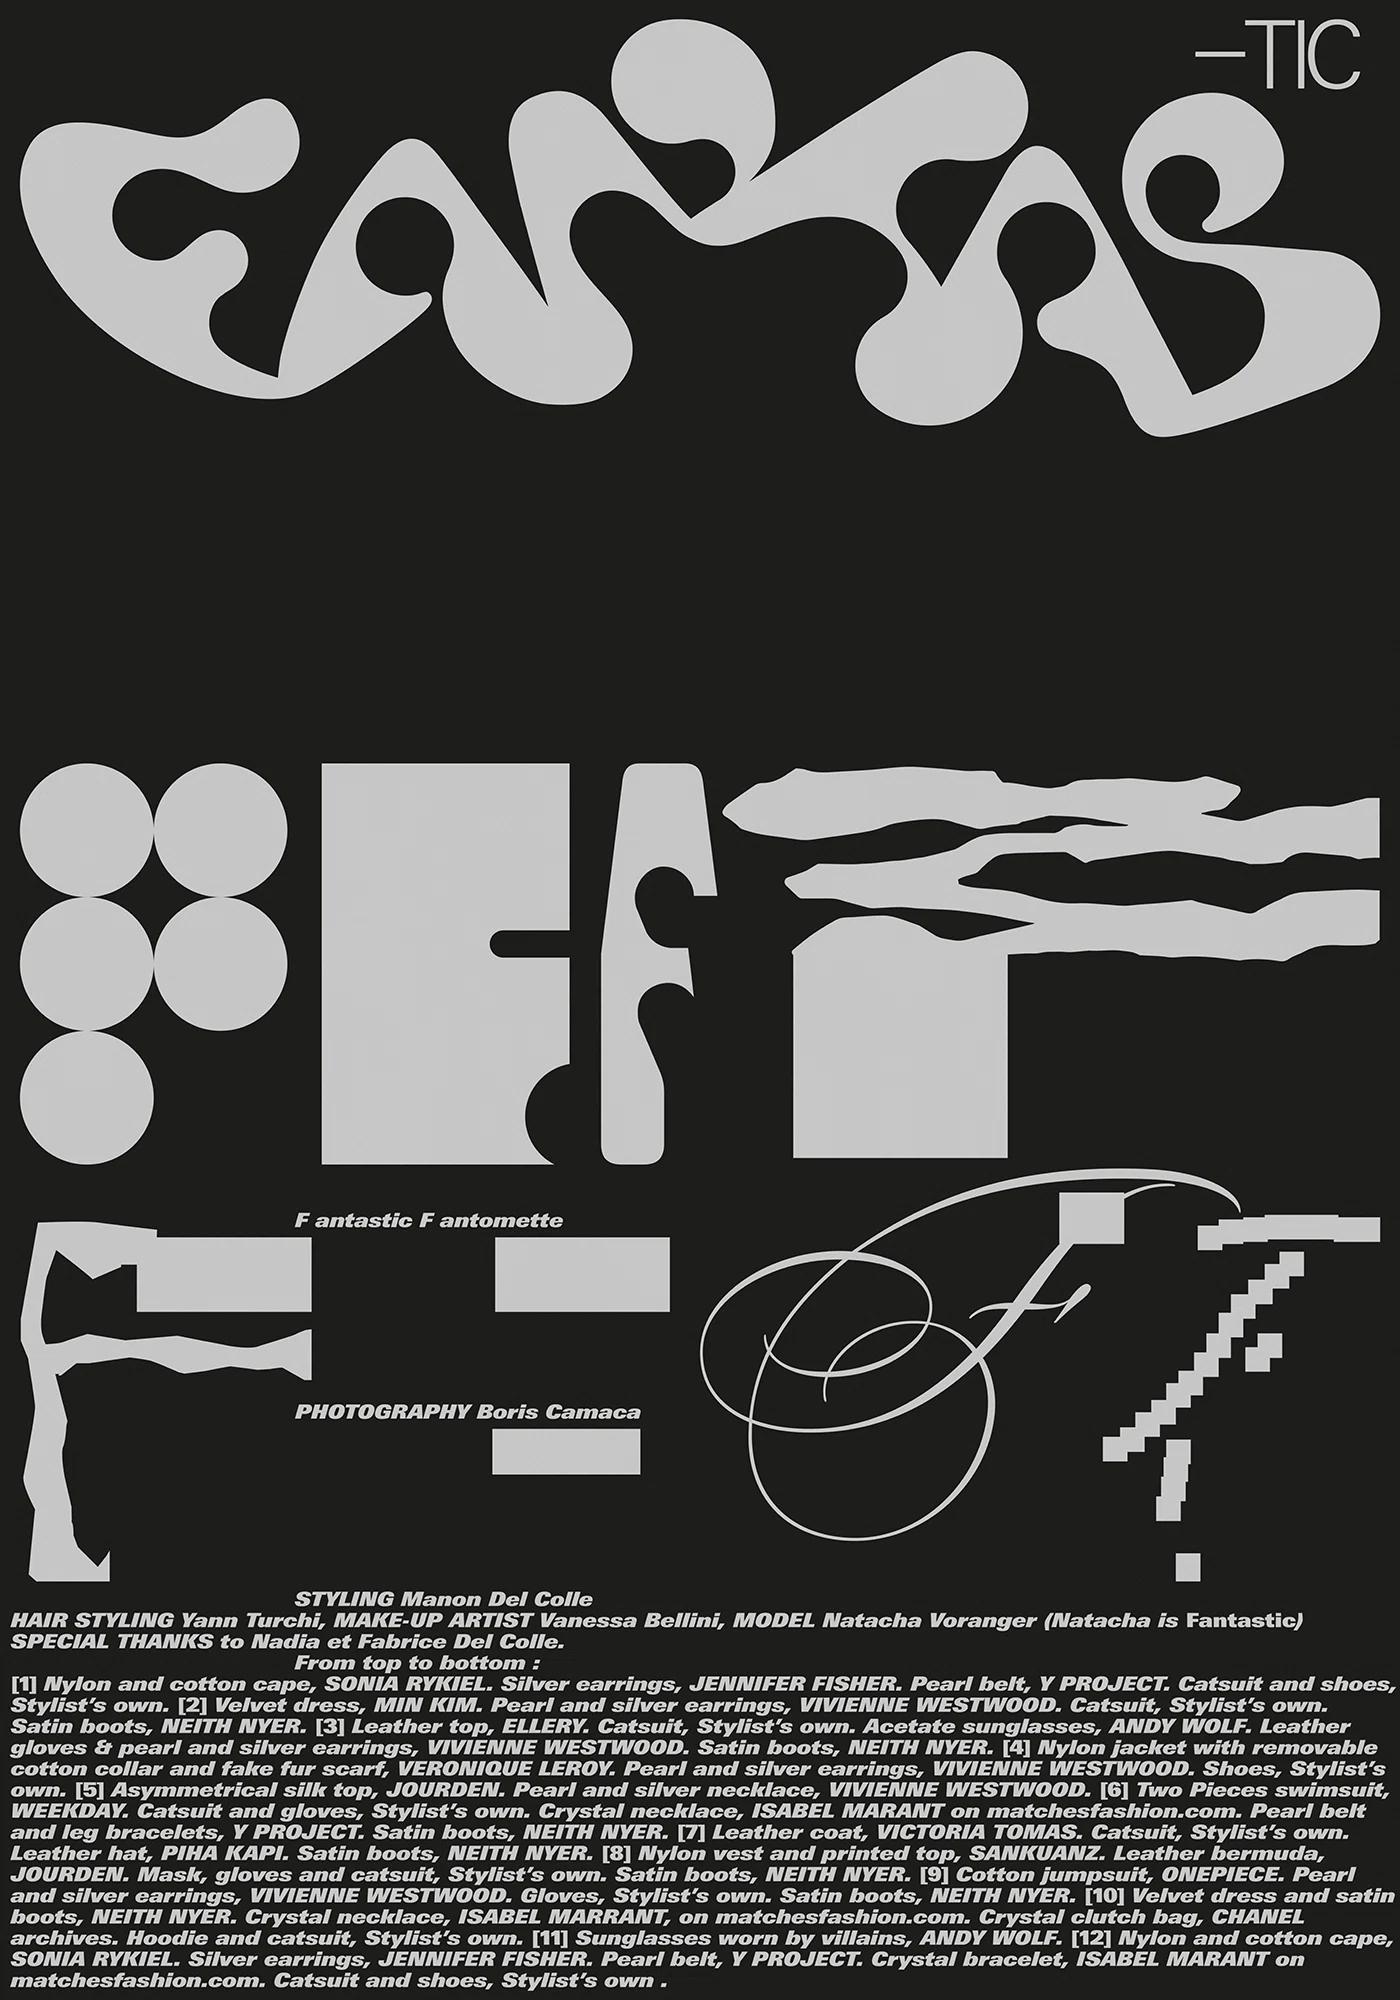 FANTAS
–TIC
F F F F
F antastic F antomette
F F F
PHOTOGRAPHY Boris Camaca
STYLING Manon Del Colle
HAIR STYLING Yann Turchi, MAKE-UP ARTIST Vanessa Bellini, MODEL Natacha Voranger (Natacha is Fantastic)
SPECIAL THANKS to Nadia et Fabrice Del Colle.
From top to bottom :
[1] Nylon and cotton cape, SONIA RYKIEL. Silver earrings, JENNIFER FISHER. Pearl belt, Y PROJECT. Catsuit and shoes,
Stylist's own. [2] Velvet dress, MIN KIM. Pearl and silver earrings, VIVIENNE WESTWOOD. Catsuit, Stylist's own.
Satin boots, NEITH NYER. [3] Leather top, ELLERY. Catsuit, Stylist's own. Acetate sunglasses, ANDY WOLF. Leather
gloves & pearl and silver earrings, VIVIENNE WESTWOOD. Satin boots, NEITH NYER. [4] Nylon jacket with removable
cotton collar and fake fur scarf, VERONIQUE LEROY. Pearl and silver earrings, VIVIENNE WESTWOOD. Shoes, Stylist's
own. [5] Asymmetrical silk top, JOURDEN. Pearl and silver necklace, VIVIENNE WESTWOOD. [6] Two Pieces swimsuit,
WEEKDAY. Catsuit and gloves, Stylist's own. Crystal necklace, ISABEL MARANT on matchesfashion.com. Pearl belt
and leg bracelets, Y PROJECT. Satin boots, NEITH NYER. [7] Leather coat, VICTORIA TOMAS. Catsuit, Stylist's own.
Leather hat, PIHA KAPI. Satin boots, NEITH NYER. [8] Nylon vest and printed top, SANKUANZ. Leather bermuda,
JOURDEN. Mask, gloves and catsuit, Stylist's own. Satin boots, NEITH NYER. [9] Cotton jumpsuit, ONEPIECE. Pearl
and silver earrings, VIVIENNE WESTWOOD. Gloves, Stylist's own. Satin boots, NEITH NYER. [10] Velvet dress and satin
boots, NEITH NYER. Crystal necklace, ISABEL MARRANT, on matchesfashion.com. Crystal clutch bag, CHANEL
archives. Hoodie and catsuit, Stylist's own. [11] Sunglasses worn by villains, ANDY WOLF. [12] Nylon and cotton cape,
SONIA RYKIEL. Silver earrings, JENNIFER FISHER. Pearl belt, Y PROJECT. Crystal bracelet, ISABEL MARANT on
matchesfashion.com. Catsuit and shoes, Stylist's own .